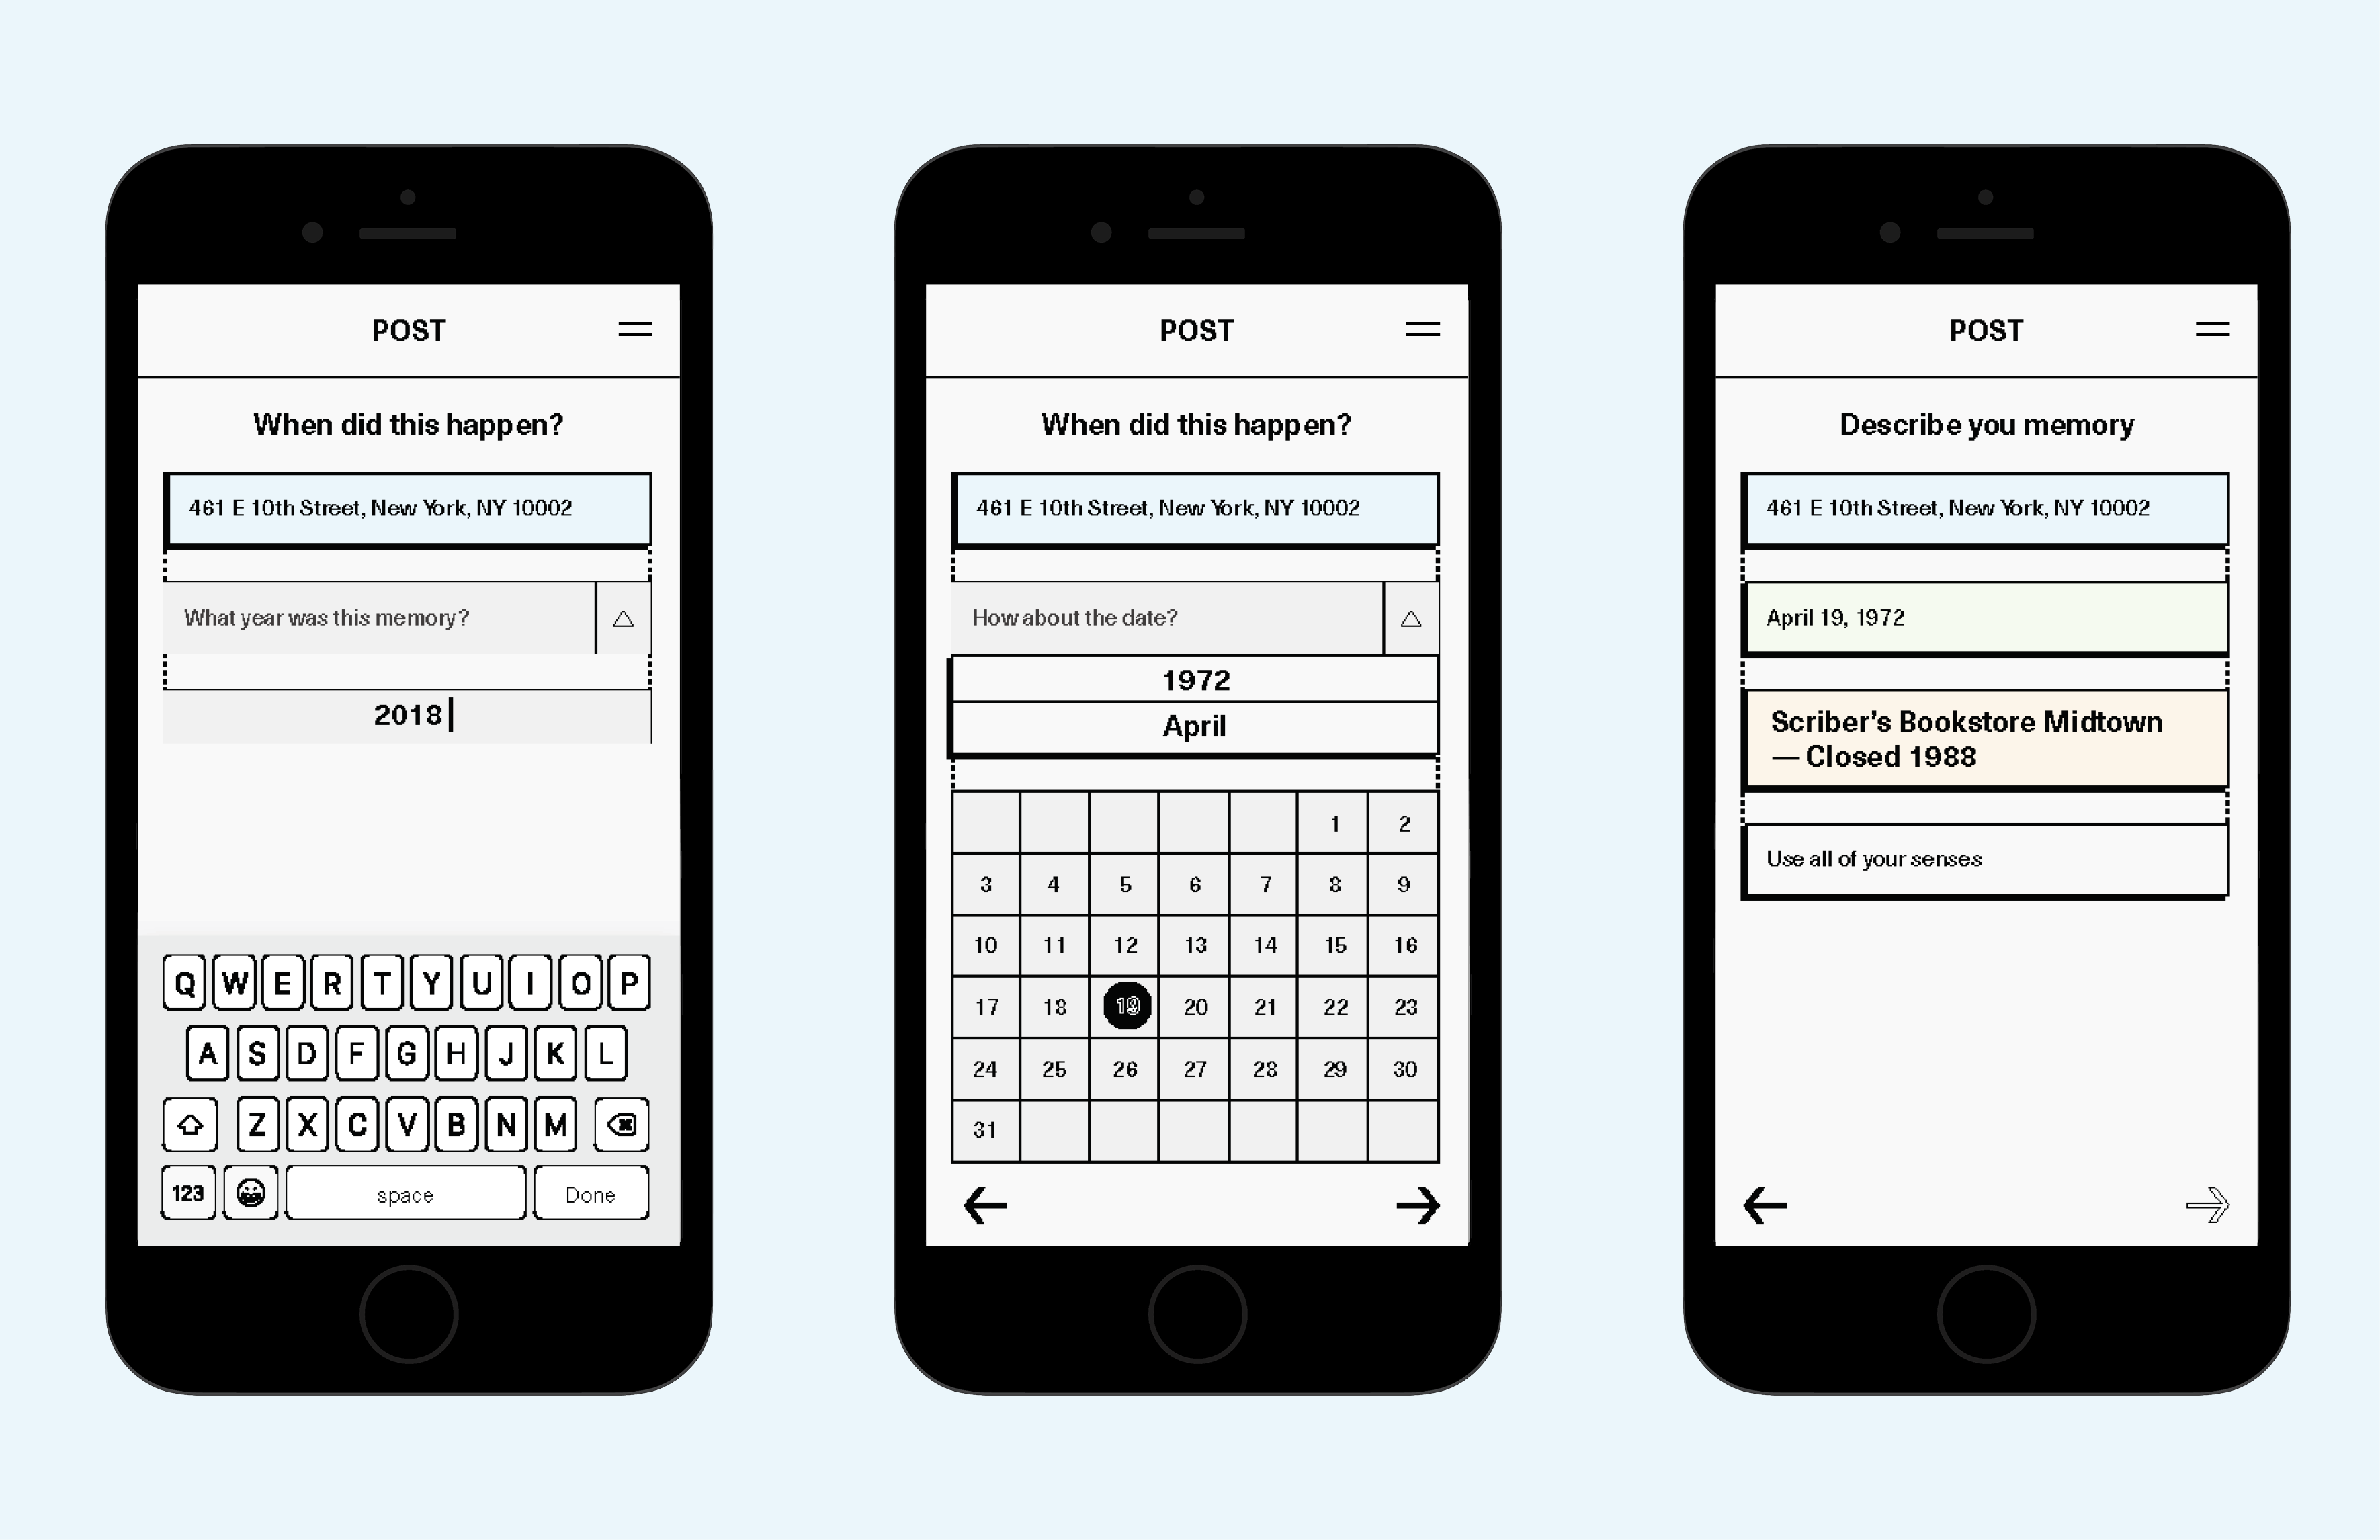 POST
When did this happen?
461 E 10th Street, New York, NY 10002
What year was this memory?
2018
Q W E R T Y U I O P
A S D F G H J K L
Z X C V B N M
123 space Done
POST
When did this happen?
461 E 10th Street, New York, NY 10002
How about the date?
1972
April
1 2
3 4 5 6 7 8 9
10 11 12 13 14 15 16
17 18 19 20 21 22 23
24 25 26 27 28 29 30
31
POST
Describe you memory
461 E 10th Street, New York, NY 10002
April 19, 1972
Scriber’s Bookstore Midtown
— Closed 1988
Use all of your senses